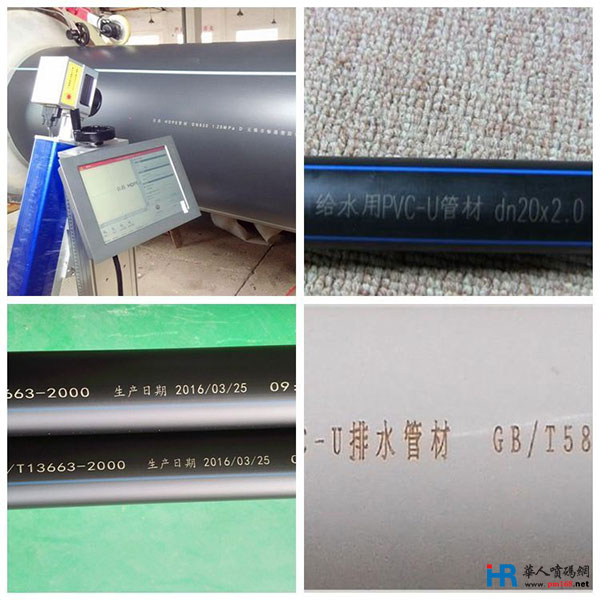 给水用PVC-U管材 dn20x2.0
663-2000 生产日期 2016/03/25 09:
/T13663-2000 生产日期 2016/03/25
C-U排水管材 GB/T58
HR 華人噴碼網
www.pmj168.net